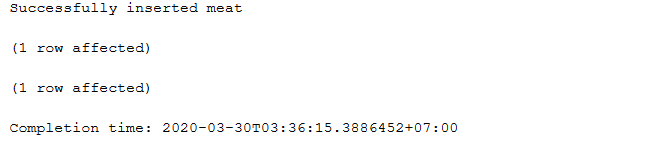 Successfully inserted meat
(1 row affected)
(1 row affected)
Completion time: 2020-03-30T03:36:15.3886452+07:00